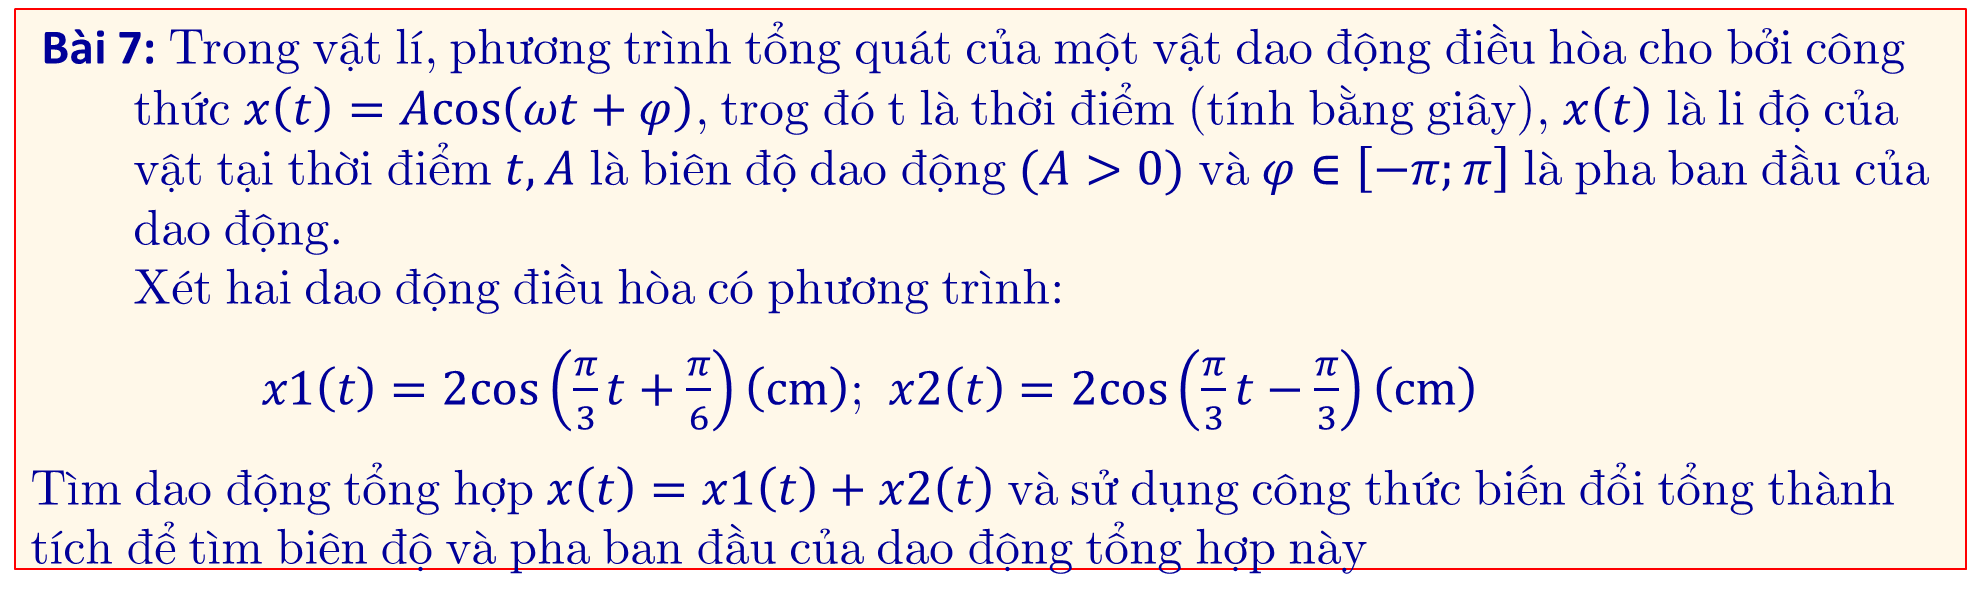 Bài 7: Trong vật lí, phương trình tổng quát của một vật dao động điều hòa cho bởi công
thức x(t) = Acos(ωt + φ), trog đó t là thời điểm (tính bằng giây), x(t) là li độ của
vật tại thời điểm t, A là biên độ dao động (A > 0) và φ ∈ [−π; π] là pha ban đầu của
dao động.
Xét hai dao động điều hòa có phương trình:
x1(t) = 2cos(π/3 t + π/6) (cm); x2(t) = 2cos(π/3 t − π/3) (cm)
Tìm dao động tổng hợp x(t) = x1(t) + x2(t) và sử dụng công thức biến đổi tổng thành
tích để tìm biên độ và pha ban đầu của dao động tổng hợp này